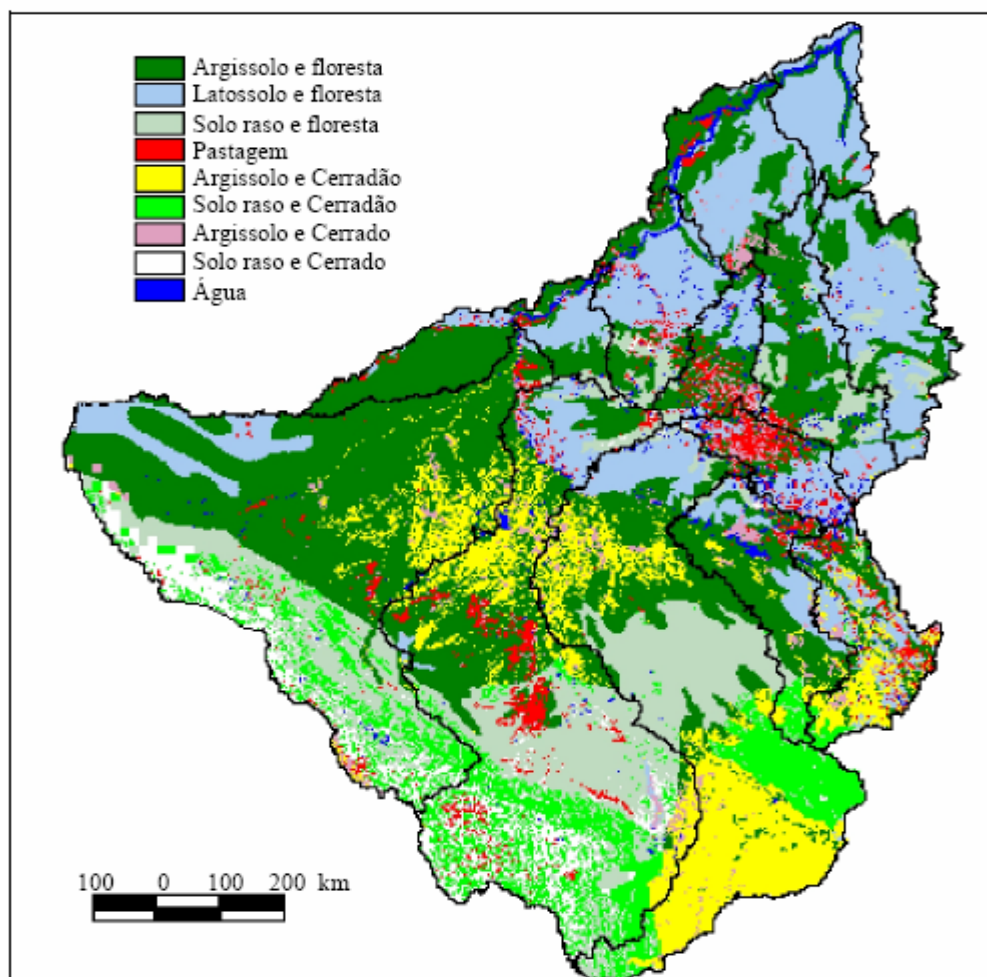 Argissolo e floresta
Latossolo e floresta
Solo raso e floresta
Pastagem
Argissolo e Cerradão
Solo raso e Cerradão
Argissolo e Cerrado
Solo raso e Cerrado
Água
100 0 100 200 km